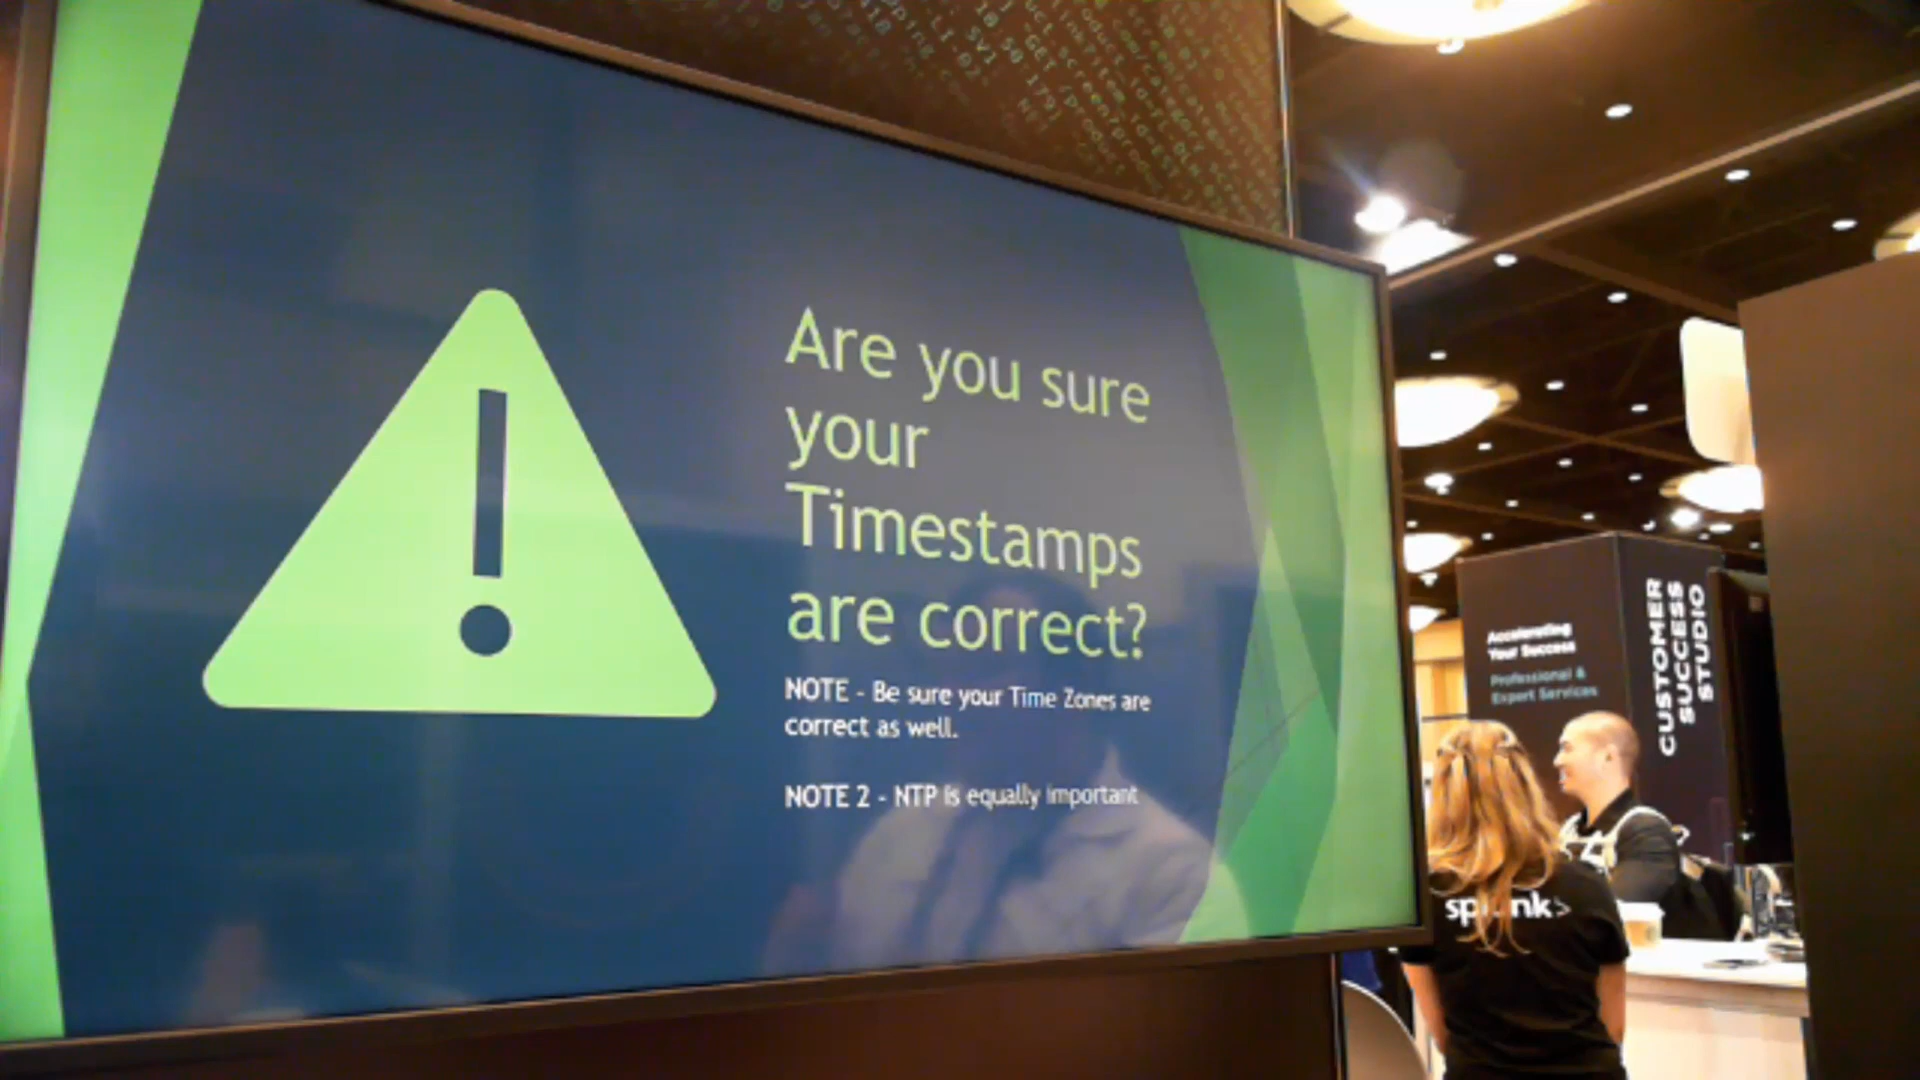 Are you sure
your
Timestamps
are correct?
NOTE - Be sure your Time Zones are
correct as well.
NOTE 2 - NTP is equally important
Accelerating
Your Success
Professional &
Expert Services
CUSTOMER
SUCCESS
STUDIO
splunk>